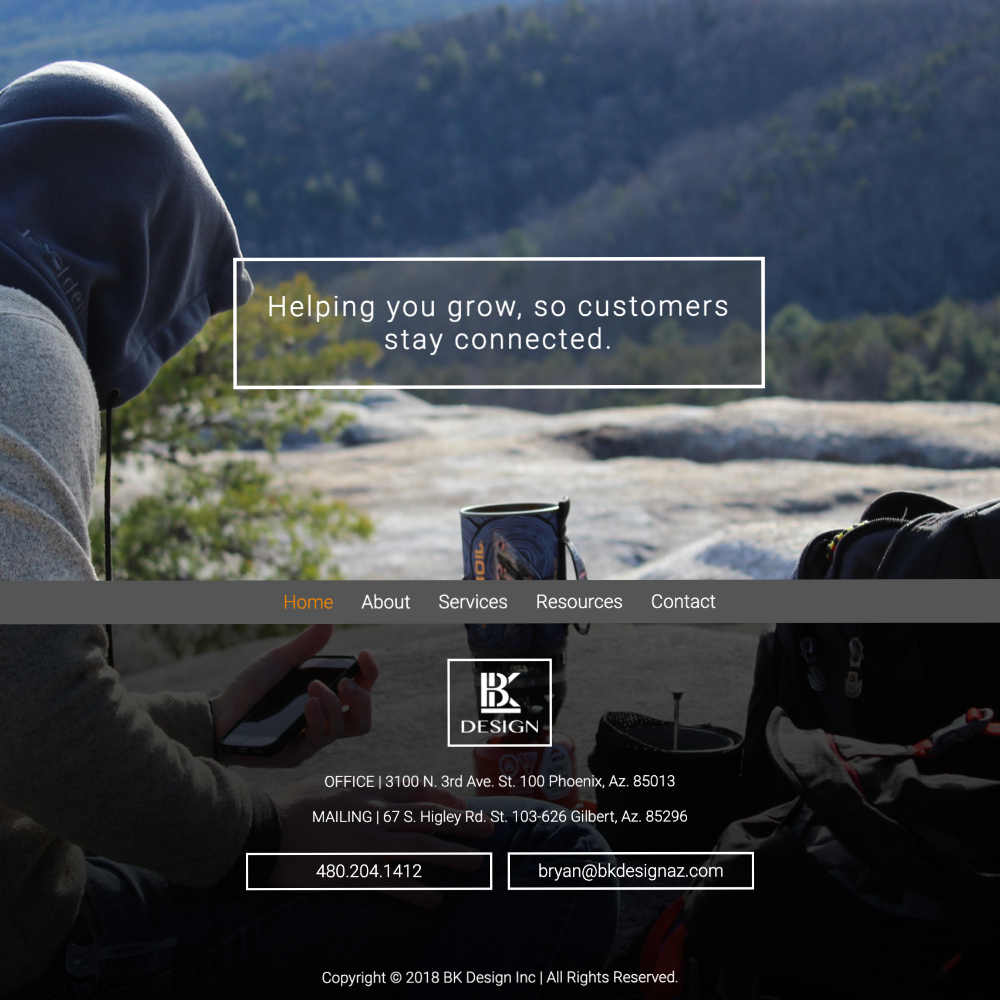 Helping you grow, so customers
stay connected.
Home About Services Resources Contact
BK
DESIGN
OFFICE | 3100 N. 3rd Ave. St. 100 Phoenix, Az. 85013
MAILING | 67 S. Higley Rd. St. 103-626 Gilbert, Az. 85296
480.204.1412 bryan@bkdesignaz.com
Copyright © 2018 BK Design Inc | All Rights Reserved.